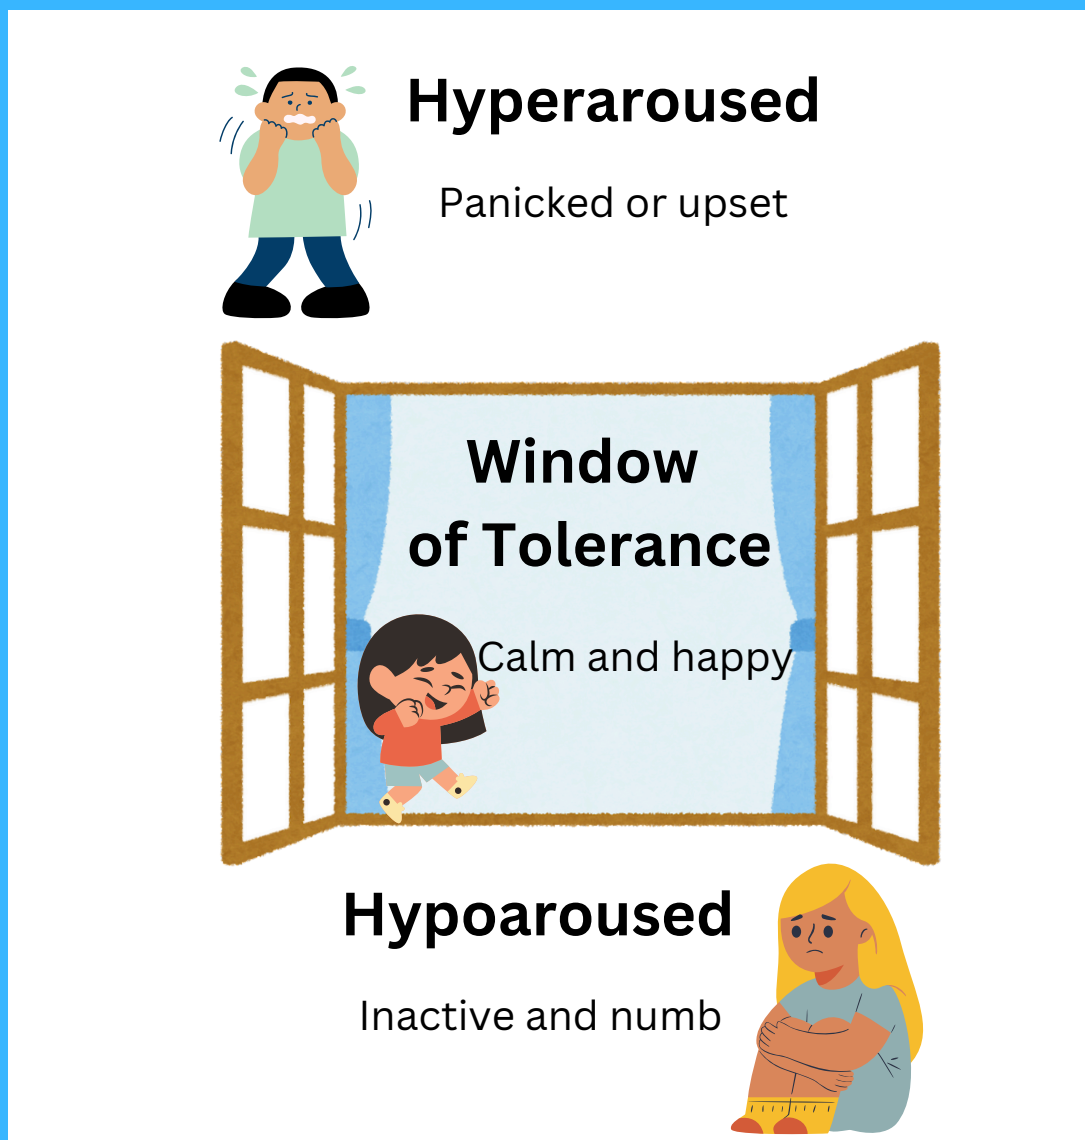 Hyperaroused
Panicked or upset
Window
of Tolerance
Calm and happy
Hypoaroused
Inactive and numb